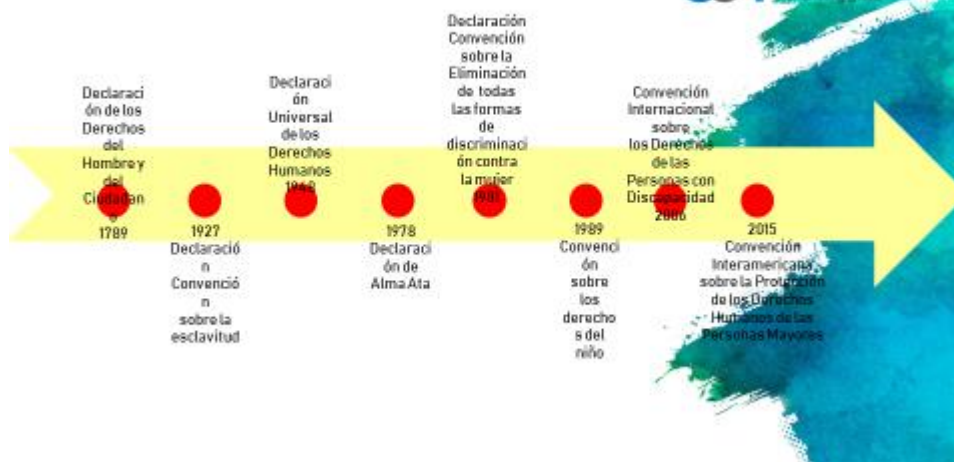 Declaraci
ón de los
Derechos
del
Hombre y
del
Ciudadan
o
1789
1927
Declaració
n
Convenció
n
sobre la
esclavitud
Declaraci
ón
Universal
de los
Derechos
Humanos
1978
Declaraci
ón de
Alma Ata
Declaración
Convención
sobre la
Eliminación
de todas
las formas
de
discriminaci
ón contra
la mujer
1981
1989
Convenci
ón
sobre
los
derecho
s del
niño
Convención
Internacional
sobre
los Derechos
de las
Personas con
Discapacidad
2006
2015
Convención
Interamericana
sobre la Protección
de los Derechos
Humanos de las
Personas Mayores